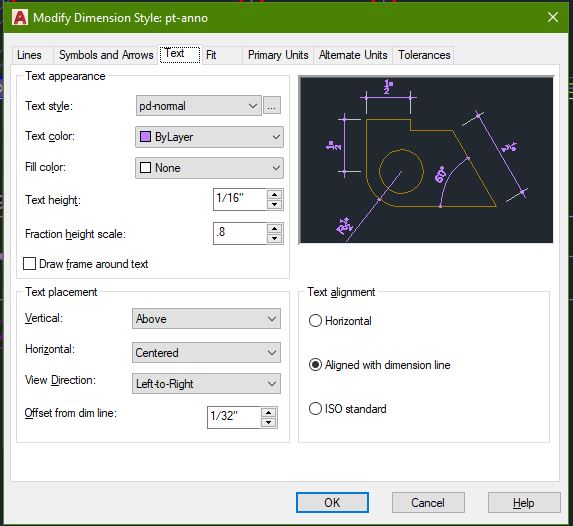 A Modify Dimension Style: pt-anno
Lines Symbols and Arrows Text Fit Primary Units Alternate Units Tolerances
Text appearance
Text style: pd-normal ...
Text color: ByLayer
Fill color: None
Text height: 1/16"
Fraction height scale: .8
Draw frame around text
60°
Text placement
Vertical: Above
Horizontal: Centered
View Direction: Left-to-Right
Offset from dim line: 1/32"
Text alignment
Horizontal
Aligned with dimension line
ISO standard
OK Cancel Help